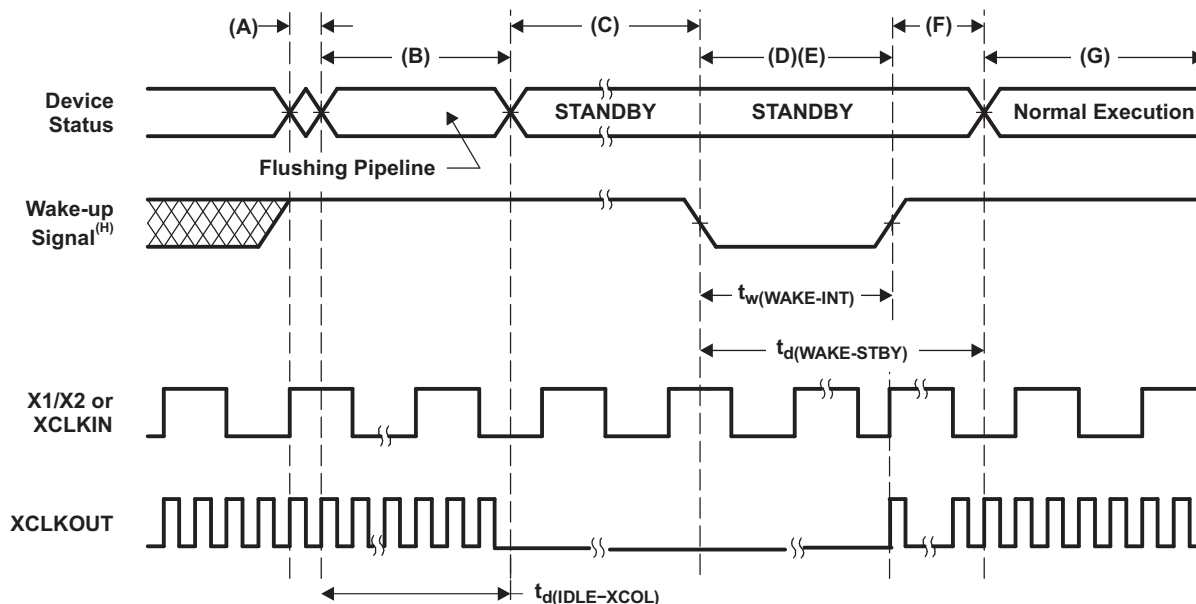 (A)
(C)
(F)
(B)
(D)(E)
(G)
Device
Status
STANDBY
STANDBY
Normal Execution
Flushing Pipeline
Wake-up
Signal(H)
tw(WAKE-INT)
td(WAKE-STBY)
X1/X2 or
XCLKIN
XCLKOUT
td(IDLE−XCOL)